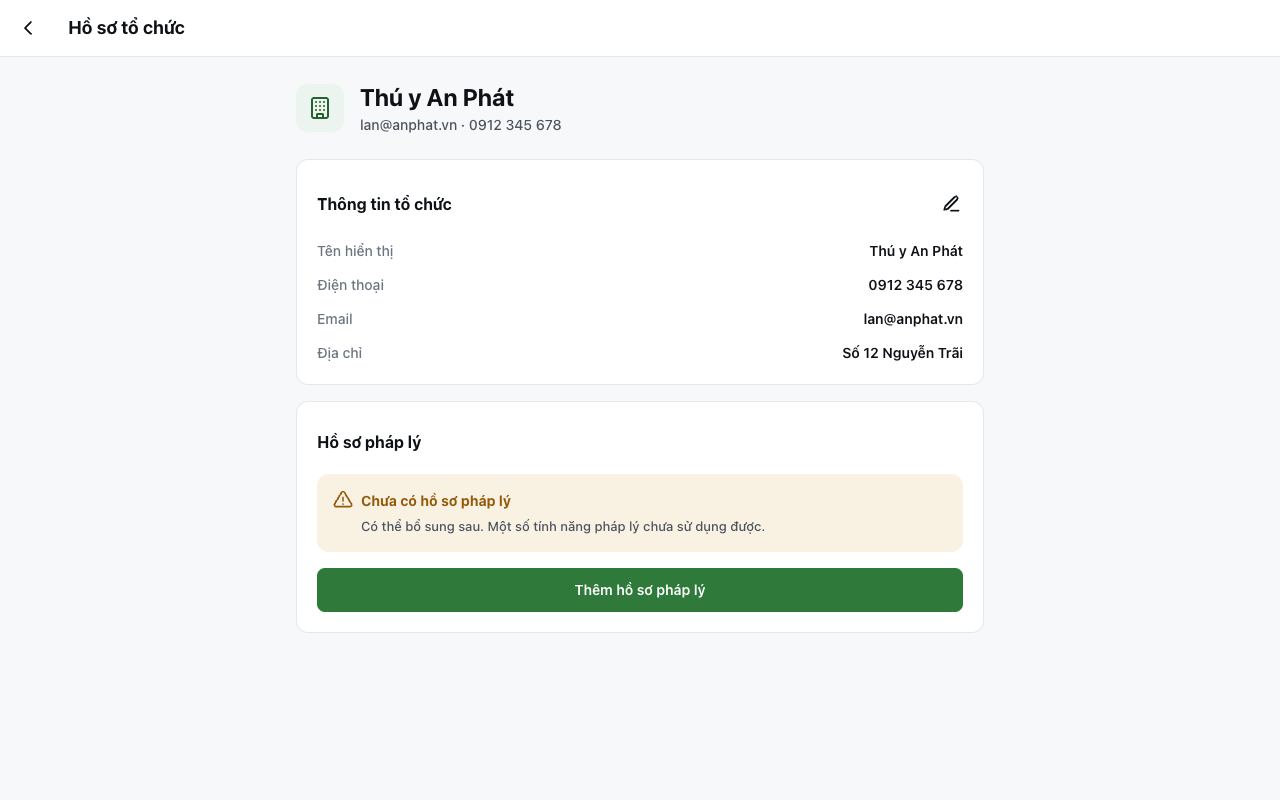 Hồ sơ tổ chức
Thú y An Phát
lan@anphat.vn · 0912 345 678
Thông tin tổ chức
Tên hiển thị
Thú y An Phát
Điện thoại
0912 345 678
Email
lan@anphat.vn
Địa chỉ
Số 12 Nguyễn Trãi
Hồ sơ pháp lý
Chưa có hồ sơ pháp lý
Có thể bổ sung sau. Một số tính năng pháp lý chưa sử dụng được.
Thêm hồ sơ pháp lý